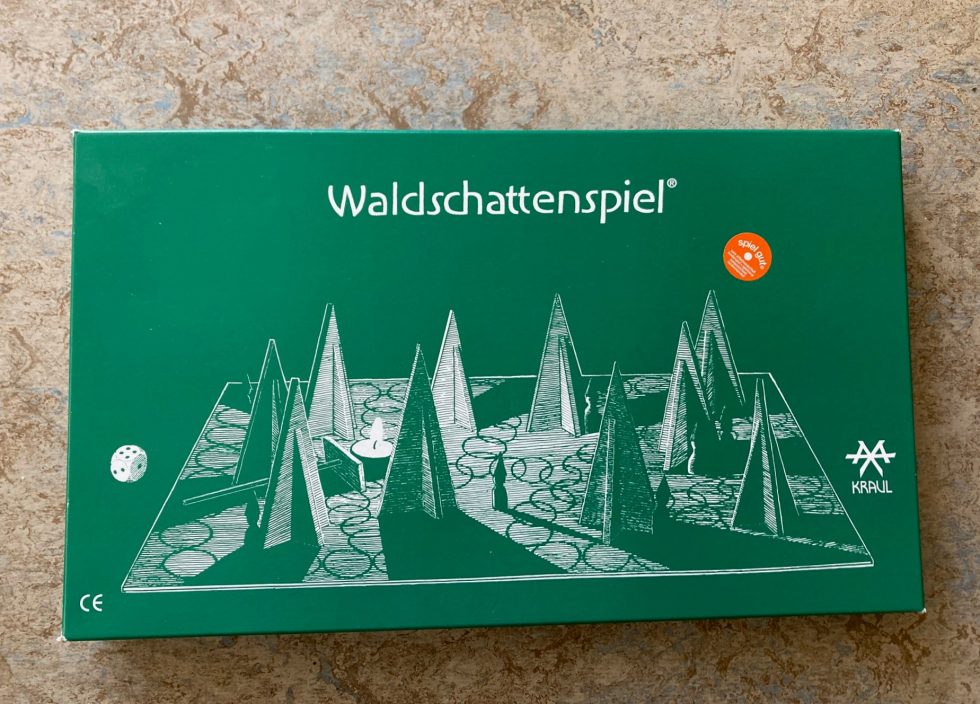 Waldschattenspiel®
spiel gut®
KRAUL
CE